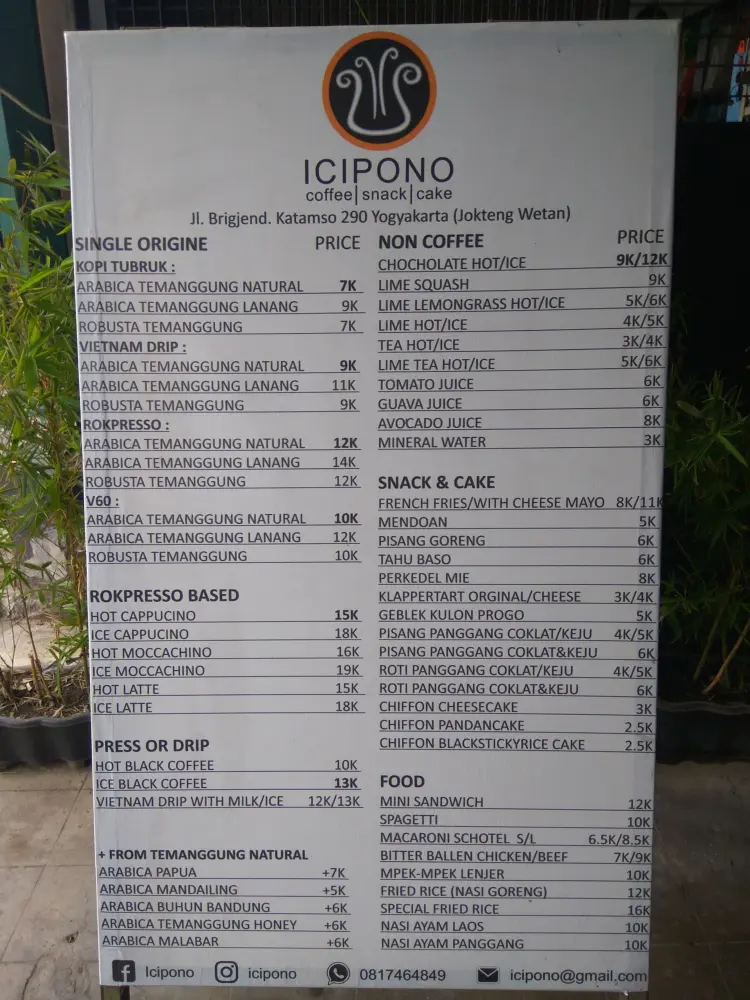 ICIPONO
coffee|snack|cake
Jl. Brigjend. Katamso 290 Yogyakarta (Jokteng Wetan)
SINGLE ORIGINE PRICE
KOPI TUBRUK :
ARABICA TEMANGGUNG NATURAL 7K
ARABICA TEMANGGUNG LANANG 9K
ROBUSTA TEMANGGUNG 7K
VIETNAM DRIP :
ARABICA TEMANGGUNG NATURAL 9K
ARABICA TEMANGGUNG LANANG 11K
ROBUSTA TEMANGGUNG 9K
ROKPRESSO :
ARABICA TEMANGGUNG NATURAL 12K
ARABICA TEMANGGUNG LANANG 14K
ROBUSTA TEMANGGUNG 12K
V60 :
ARABICA TEMANGGUNG NATURAL 10K
ARABICA TEMANGGUNG LANANG 12K
ROBUSTA TEMANGGUNG 10K
ROKPRESSO BASED
HOT CAPPUCINO 15K
ICE CAPPUCINO 18K
HOT MOCCACHINO 16K
ICE MOCCACHINO 19K
HOT LATTE 15K
ICE LATTE 18K
PRESS OR DRIP
HOT BLACK COFFEE 10K
ICE BLACK COFFEE 13K
VIETNAM DRIP WITH MILK/ICE 12K/13K
+ FROM TEMANGGUNG NATURAL
ARABICA PAPUA +7K
ARABICA MANDAILING +5K
ARABICA BUHUN BANDUNG +6K
ARABICA TEMANGGUNG HONEY +6K
ARABICA MALABAR +6K
NON COFFEE PRICE
CHOCHOLATE HOT/ICE 9K/12K
LIME SQUASH 9K
LIME LEMONGRASS HOT/ICE 5K/6K
LIME HOT/ICE 4K/5K
TEA HOT/ICE 3K/4K
LIME TEA HOT/ICE 5K/6K
TOMATO JUICE 6K
GUAVA JUICE 6K
AVOCADO JUICE 8K
MINERAL WATER 3K
SNACK & CAKE
FRENCH FRIES/WITH CHEESE MAYO 8K/11K
MENDOAN 5K
PISANG GORENG 6K
TAHU BASO 6K
PERKEDEL MIE 8K
KLAPPERTART ORGINAL/CHEESE 3K/4K
GEBLEK KULON PROGO 5K
PISANG PANGGANG COKLAT/KEJU 4K/5K
PISANG PANGGANG COKLAT&KEJU 6K
ROTI PANGGANG COKLAT/KEJU 4K/5K
ROTI PANGGANG COKLAT&KEJU 6K
CHIFFON CHEESECAKE 3K
CHIFFON PANDANCAKE 2.5K
CHIFFON BLACKSTICKYRICE CAKE 2.5K
FOOD
MINI SANDWICH 12K
SPAGETTI 10K
MACARONI SCHOTEL S/L 6.5K/8.5K
BITTER BALLEN CHICKEN/BEEF 7K/9K
MPEK-MPEK LENJER 10K
FRIED RICE (NASI GORENG) 12K
SPECIAL FRIED RICE 16K
NASI AYAM LAOS 10K
NASI AYAM PANGGANG 10K
Icipono icipono 0817464849 icipono@gmail.com